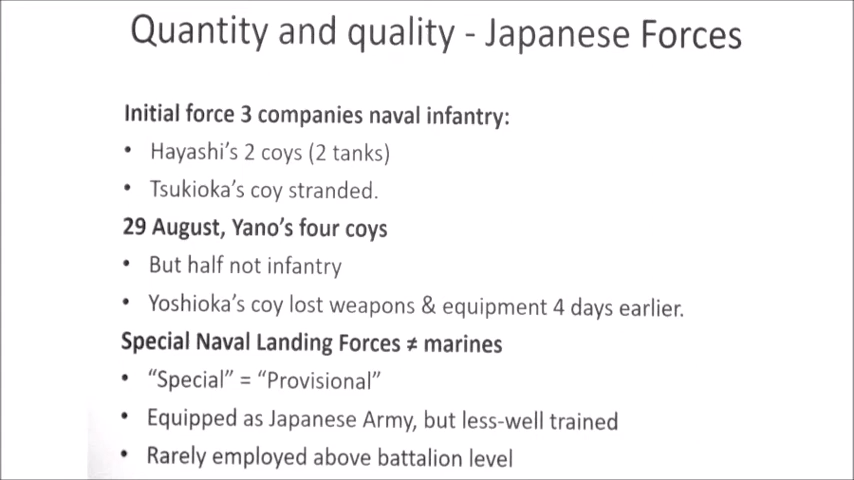 Quantity and quality - Japanese Forces
Initial force 3 companies naval infantry:
• Hayashi's 2 coys (2 tanks)
• Tsukioka's coy stranded.
29 August, Yano's four coys
• But half not infantry
• Yoshioka's coy lost weapons & equipment 4 days earlier.
Special Naval Landing Forces ≠ marines
• “Special” = “Provisional”
• Equipped as Japanese Army, but less-well trained
• Rarely employed above battalion level